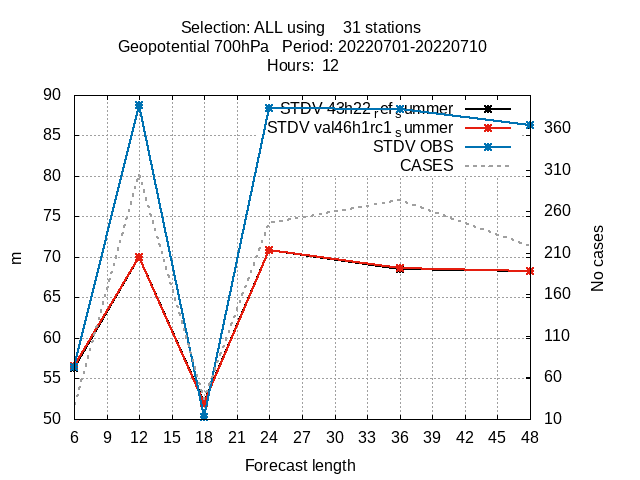 Selection: ALL using 31 stations
Geopotential 700hPa Period: 20220701-20220710
Hours: 12
STDV 43h22_ref_summer
STDV val46h1rc1_summer
STDV OBS
CASES
90
85
80
75
70
65
60
55
50
m
360
310
260
210
160
110
60
10
No cases
6 9 12 15 18 21 24 27 30 33 36 39 42 45 48
Forecast length